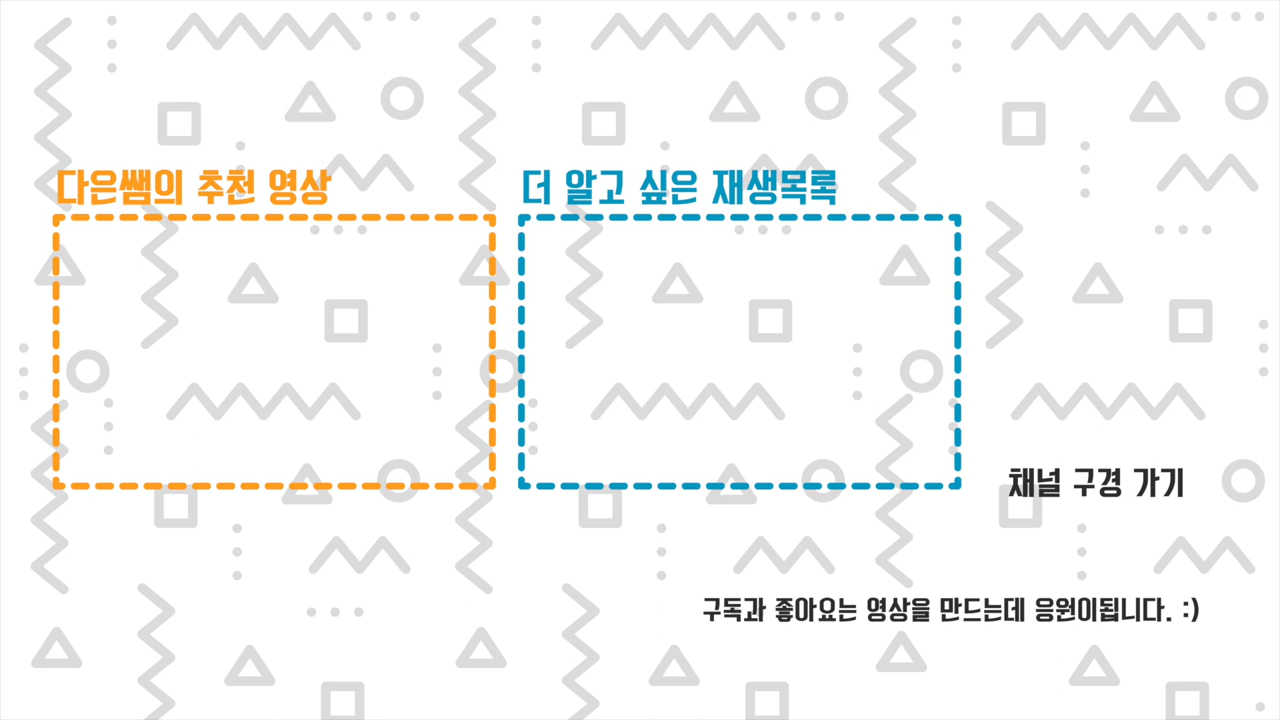 다은쌤의 추천 영상
더 알고 싶은 재생목록
채널 구경 가기
구독과 좋아요는 영상을 만드는데 응원이됩니다. :)